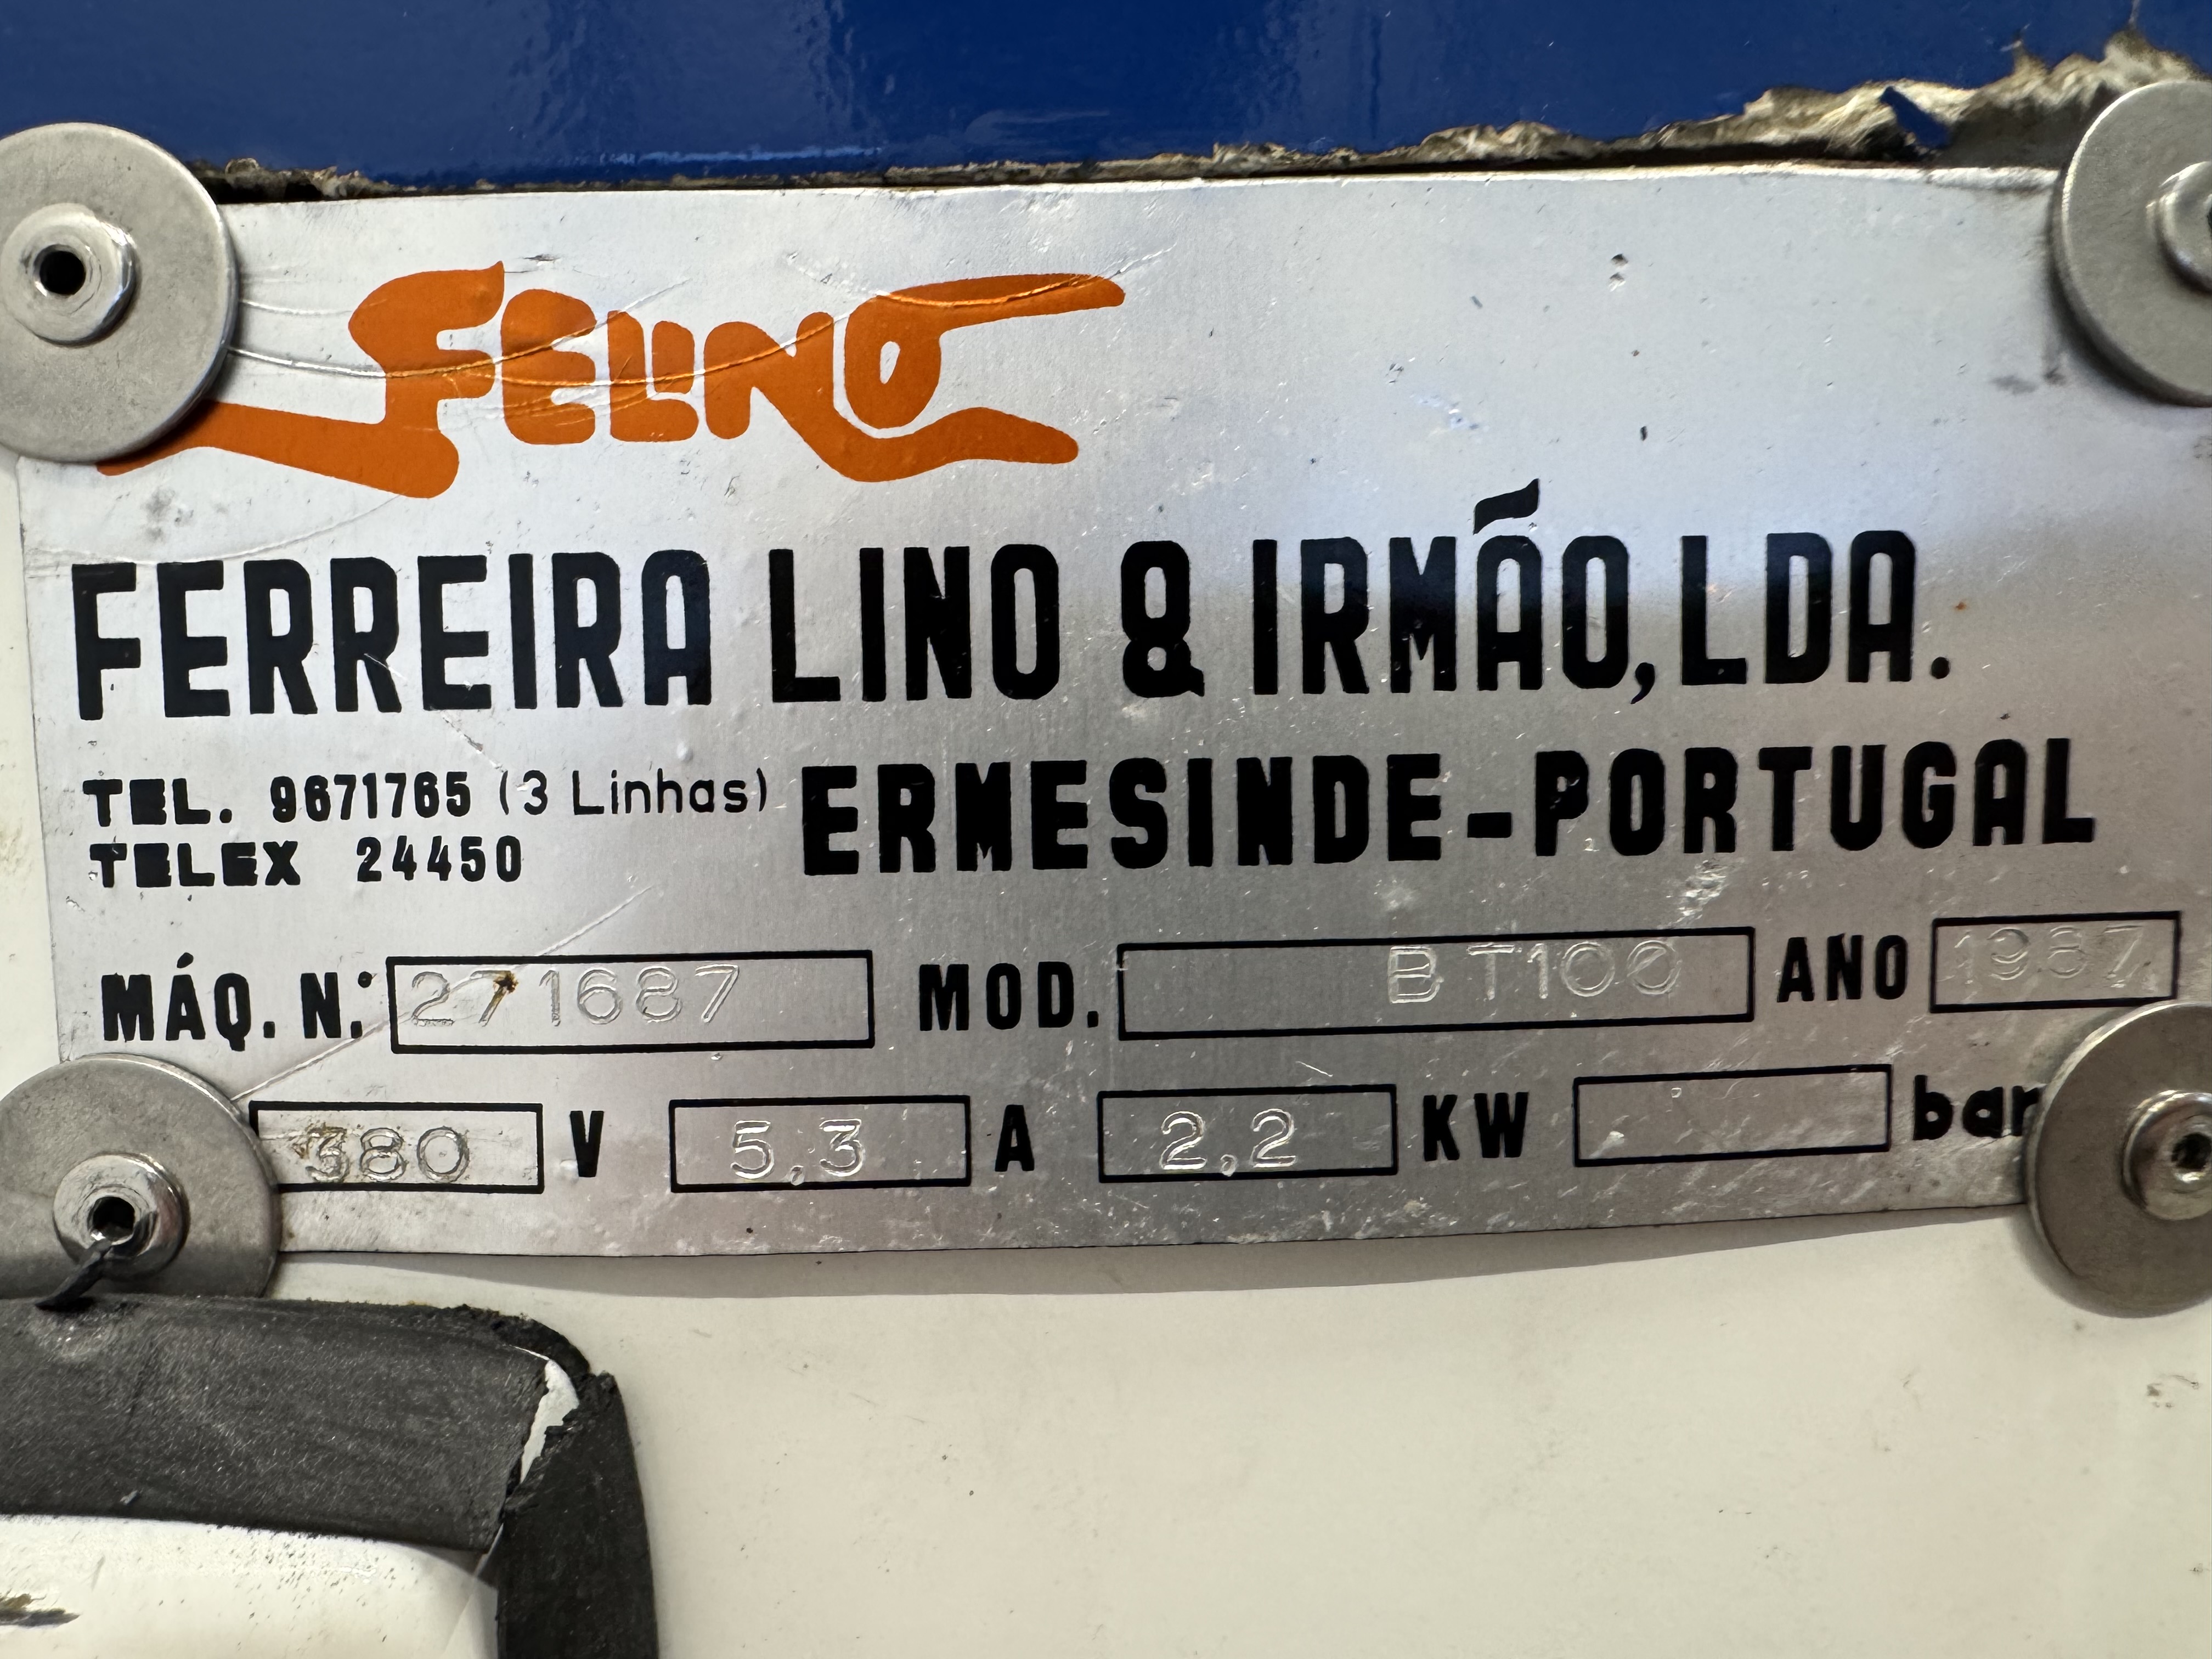 FELINO
FERREIRA LINO & IRMÃO, LDA.
TEL. 9671765 (3 Linhas) ERMESINDE-PORTUGAL
TELEX 24450
MÁQ. N.º 271687 MOD. BT100 ANO 1987
380 V 5,3 A 2,2 KW bar